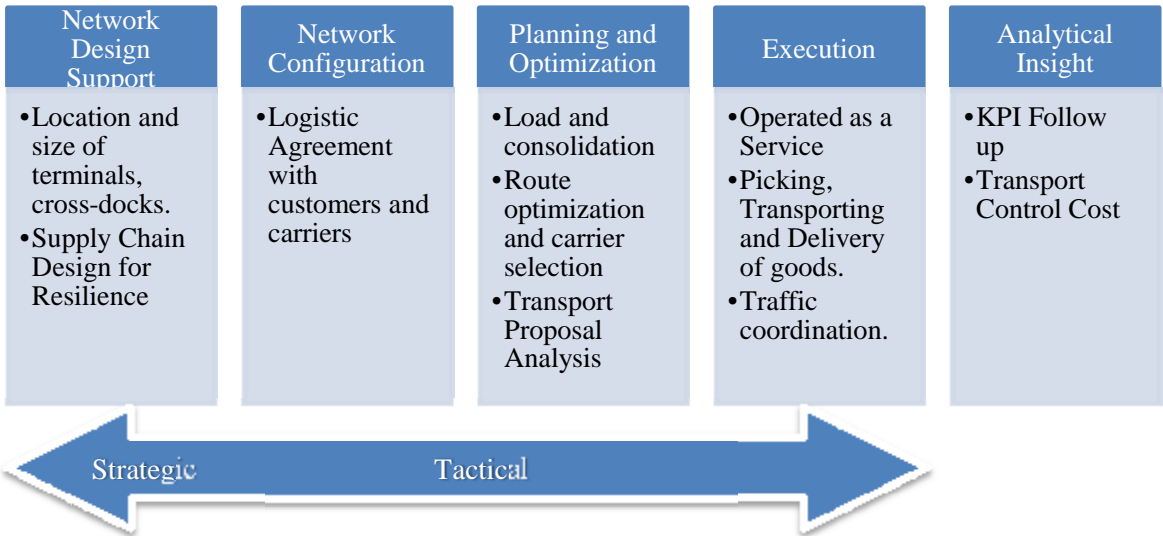 Network
Design
Support
•Location and
size of
terminals,
cross-docks.
•Supply Chain
Design for
Resilience
Network
Configuration
•Logistic
Agreement
with
customers and
carriers
Planning and
Optimization
•Load and
consolidation
•Route
optimization
and carrier
selection
•Transport
Proposal
Analysis
Execution
•Operated as a
Service
•Picking,
Transporting
and Delivery
of goods.
•Traffic
coordination.
Analytical
Insight
•KPI Follow
up
•Transport
Control Cost
Strategic
Tactical